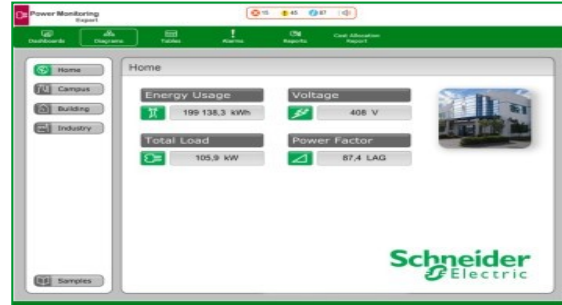 Power Monitoring
Expert
15 45 87
Dashboards Diagrams Tables Alarms Reports Cost Allocation
Report
Home
Home
Campus
Building
Industry
Samples
Energy Usage
199 138,3 kWh
Voltage
408 V
Total Load
105,9 kW
Power Factor
87,4 LAG
Schneider
Electric